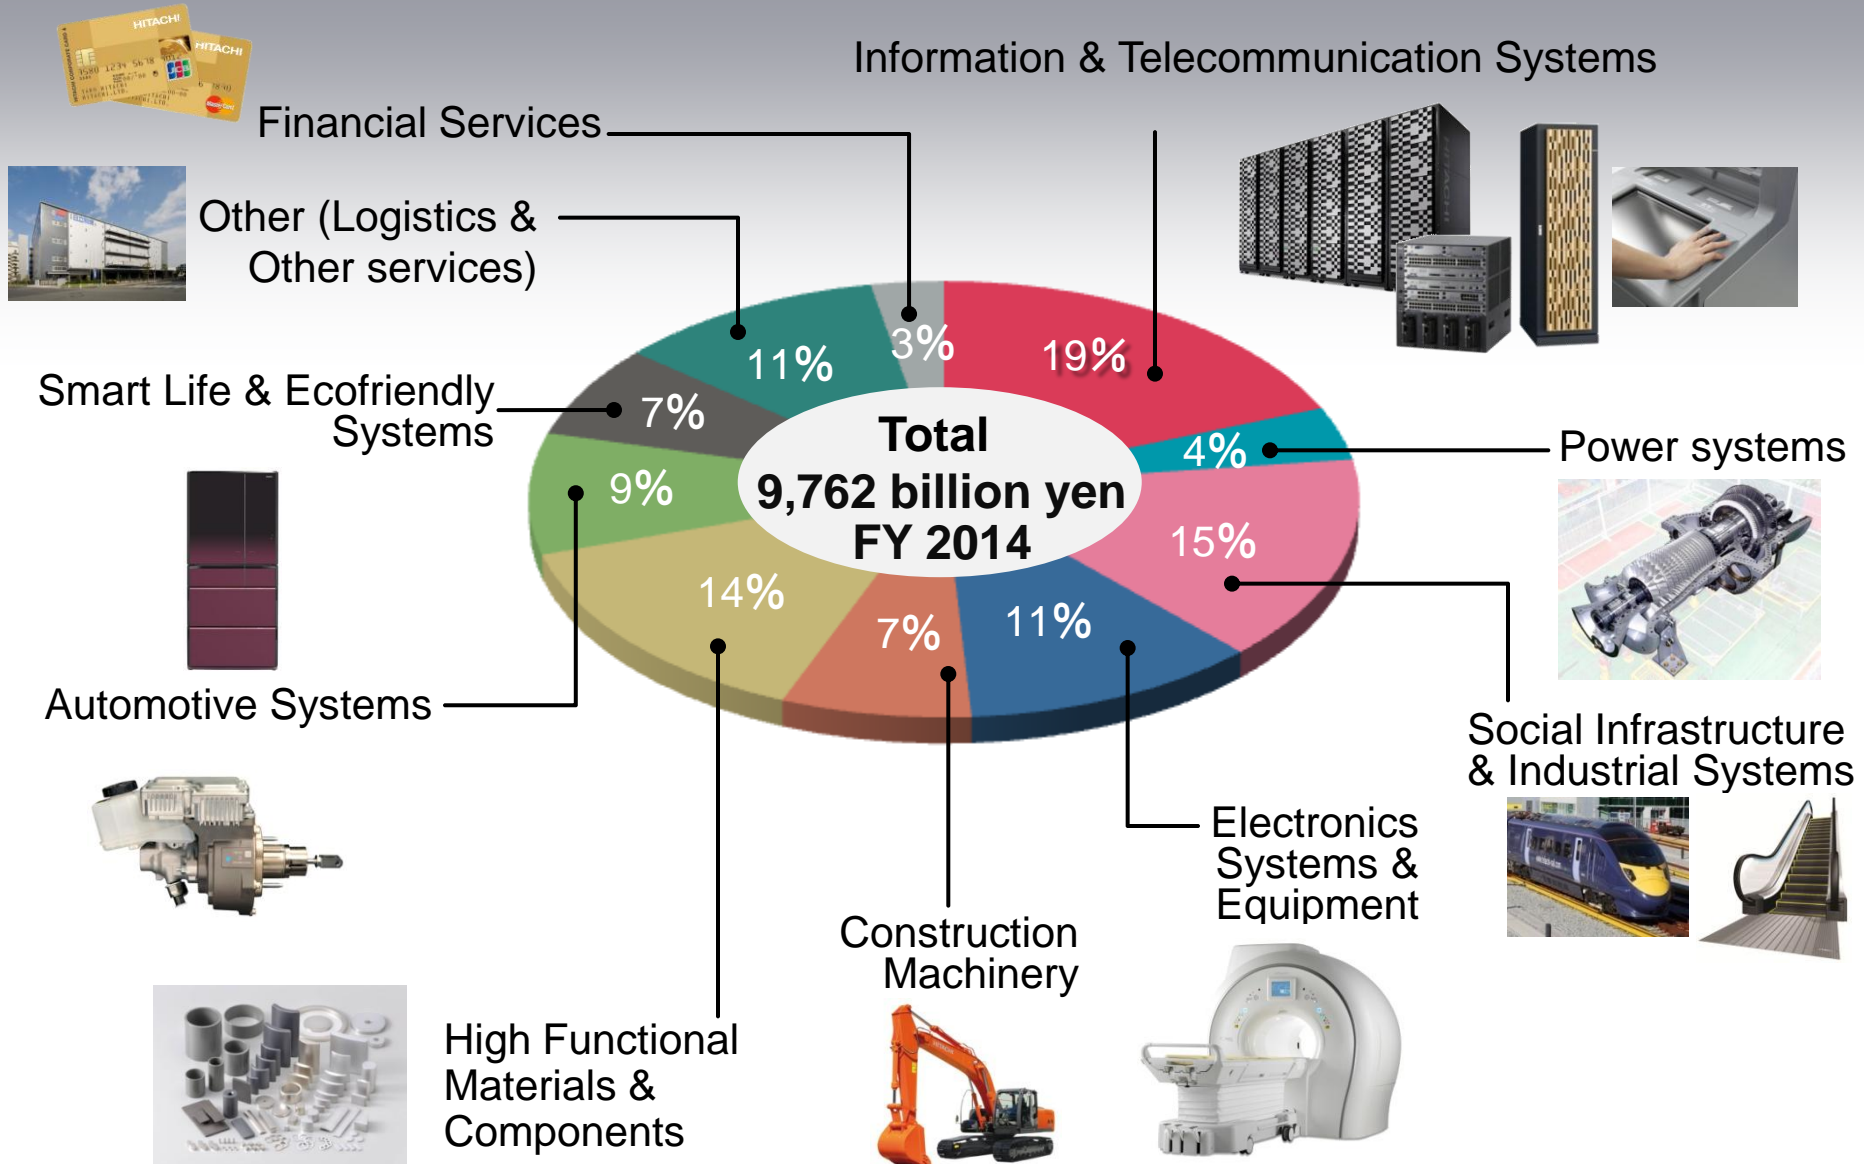 HITACHI
HITACHI
Financial Services
Information & Telecommunication Systems
HITACHI
Other (Logistics &
Other services)
Smart Life & Ecofriendly
Systems
Automotive Systems
High Functional
Materials &
Components
Construction
Machinery
HITACHI
Electronics
Systems &
Equipment
Social Infrastructure
& Industrial Systems
Power systems
3%
19%
4%
15%
11%
7%
14%
9%
7%
11%
Total
9,762 billion yen
FY 2014